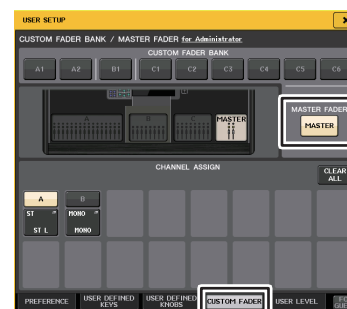 USER SETUP
CUSTOM FADER BANK / MASTER FADER for Administrator
CUSTOM FADER BANK
A1 A2 B1 C1 C2 C3 C4 C5 C6
A B C MASTER
MASTER FADER
MASTER
CHANNEL ASSIGN
CLEAR ALL
A B
ST MONO
ST L MONO
PREFERENCE USER DEFINED KEYS USER DEFINED KNOBS CUSTOM FADER USER LEVEL